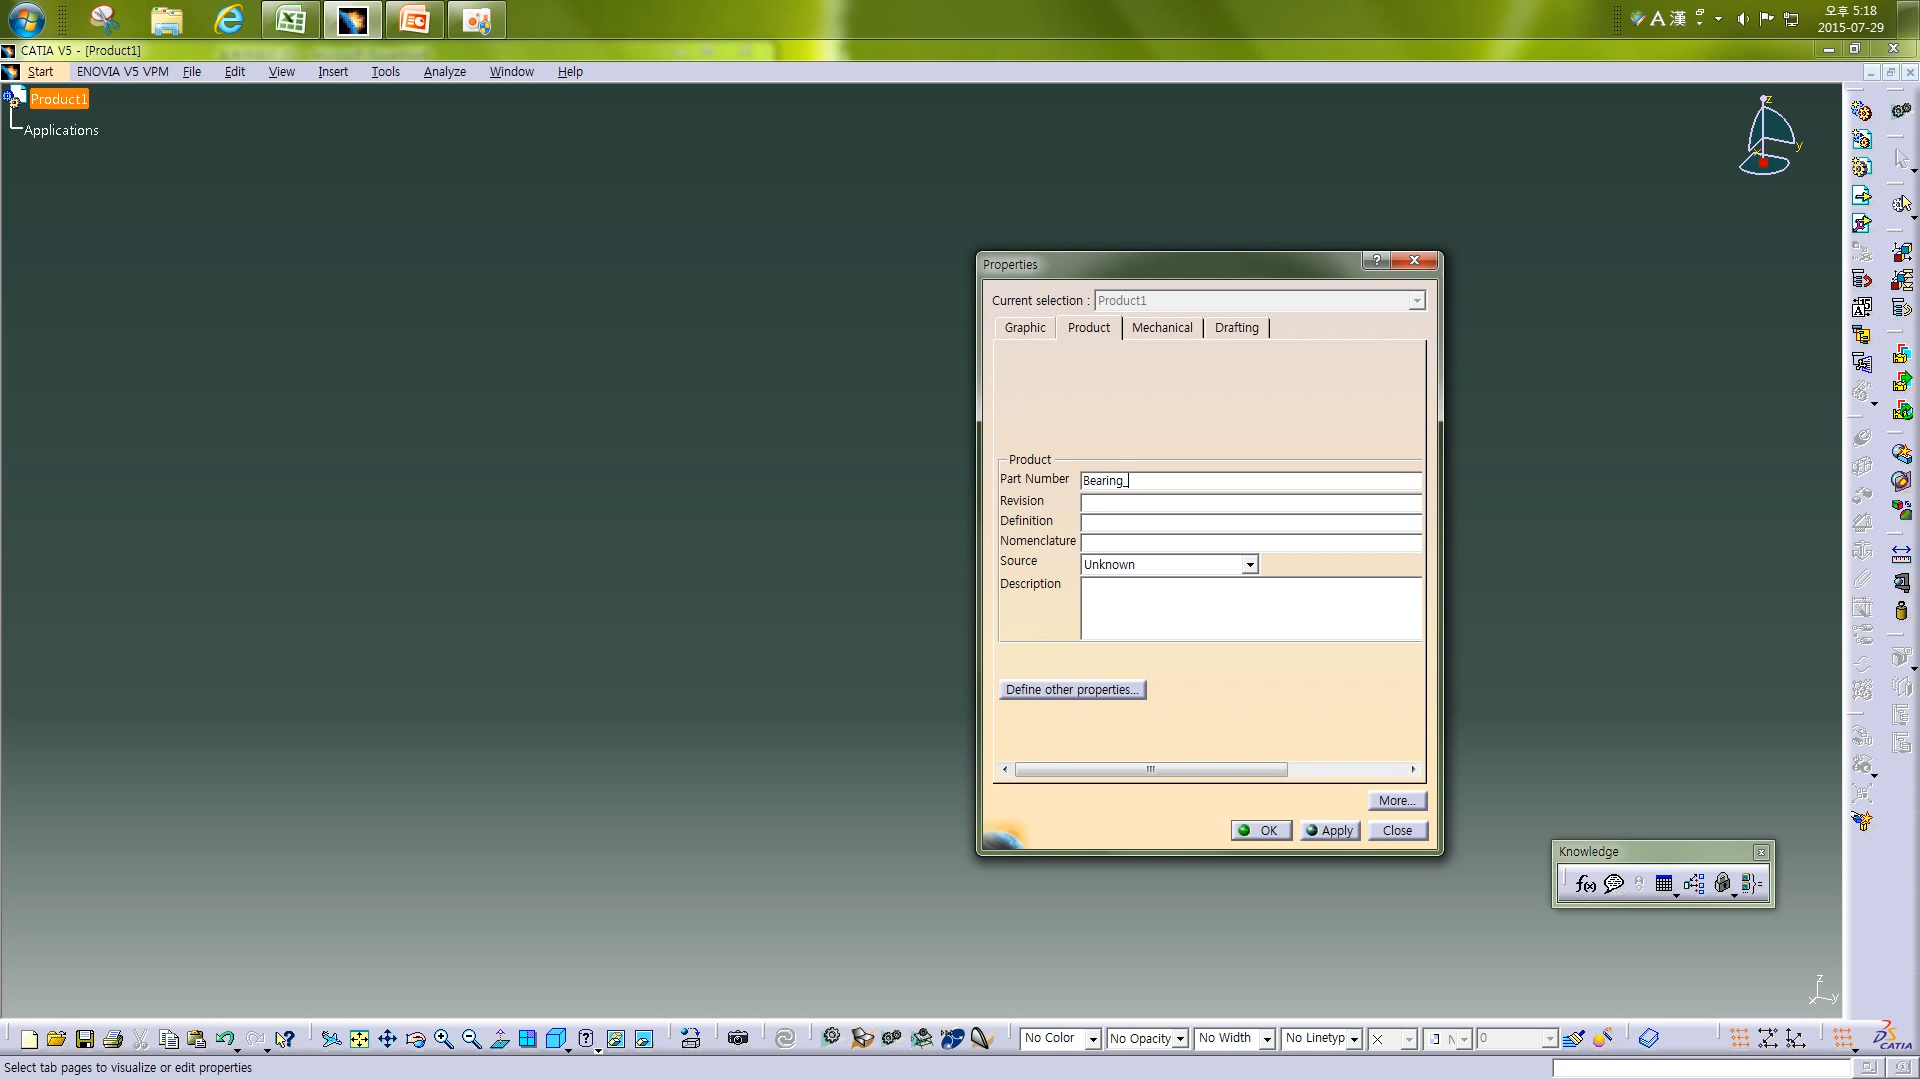 오후 5:18
2015-07-29
A 漢
CATIA V5 - [Product1]
Start ENOVIA V5 VPM File Edit View Insert Tools Analyze Window Help
Product1
Applications
z
y
x
Properties
Current selection : Product1
Graphic Product Mechanical Drafting
Product
Part Number Bearing_
Revision
Definition
Nomenclature
Source Unknown
Description
Define other properties...
More...
OK Apply Close
Knowledge
f(x)
z
x y
No Color No Opacity No Width No Linetyp 0
CATIA
Select tab pages to visualize or edit properties